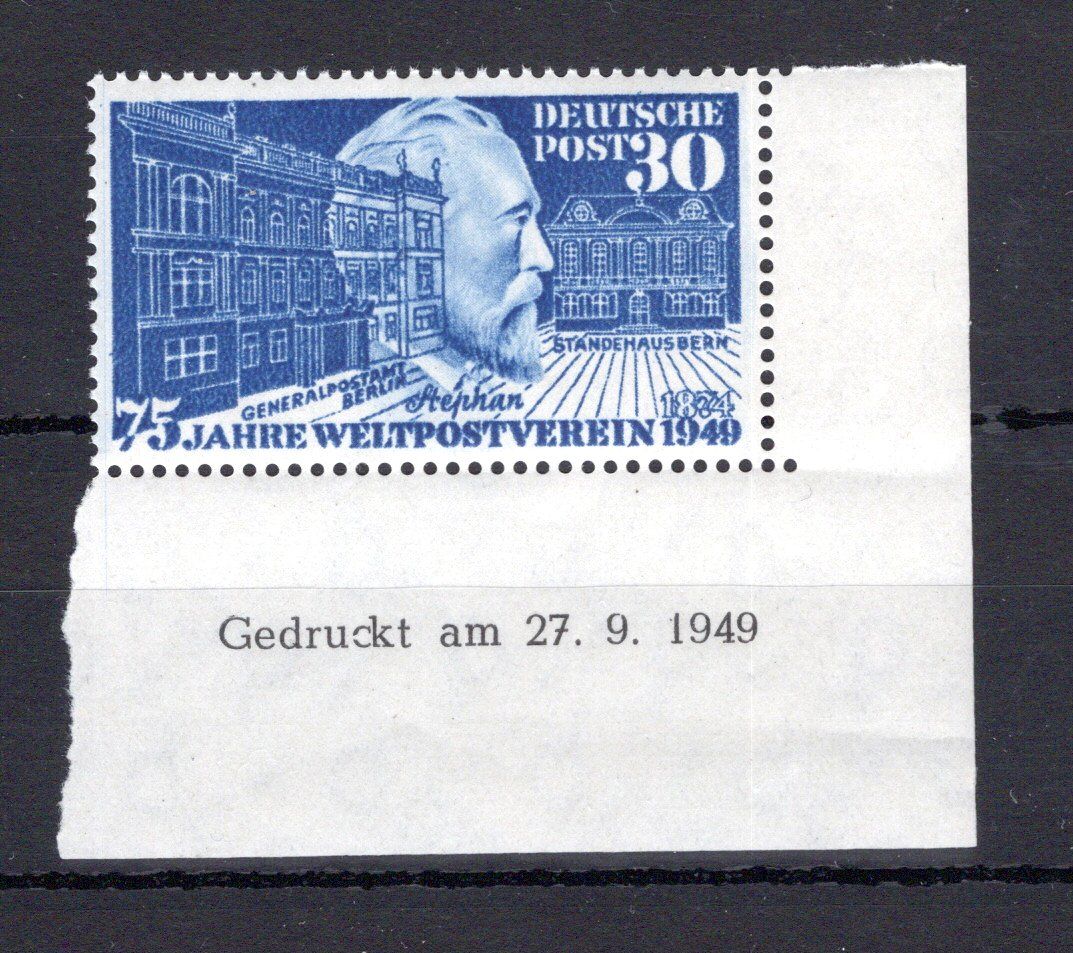 DEUTSCHE
POST 30
STÄNDEHAUS BERN
GENERALPOSTAMT
BERLIN
Stephan
1874
75 JAHRE WELTPOSTVEREIN 1949
Gedruckt am 27. 9. 1949